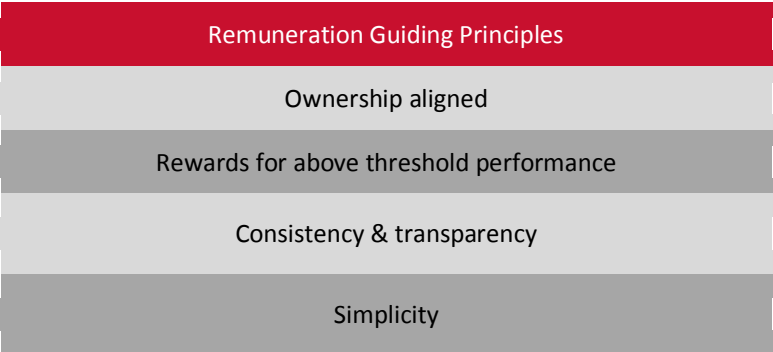 Remuneration Guiding Principles
Ownership aligned
Rewards for above threshold performance
Consistency & transparency
Simplicity